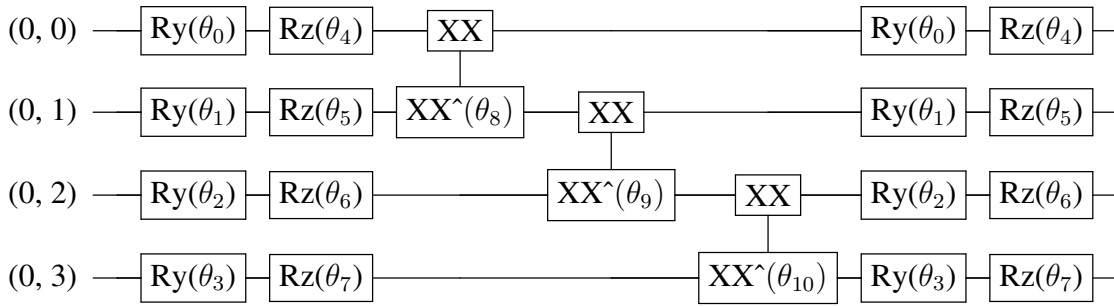 (0, 0) Ry(θ₀) Rz(θ₄) XX Ry(θ₀) Rz(θ₄)
(0, 1) Ry(θ₁) Rz(θ₅) XX^(θ₈) XX Ry(θ₁) Rz(θ₅)
(0, 2) Ry(θ₂) Rz(θ₆) XX^(θ₉) XX Ry(θ₂) Rz(θ₆)
(0, 3) Ry(θ₃) Rz(θ₇) XX^(θ₁₀) Ry(θ₃) Rz(θ₇)